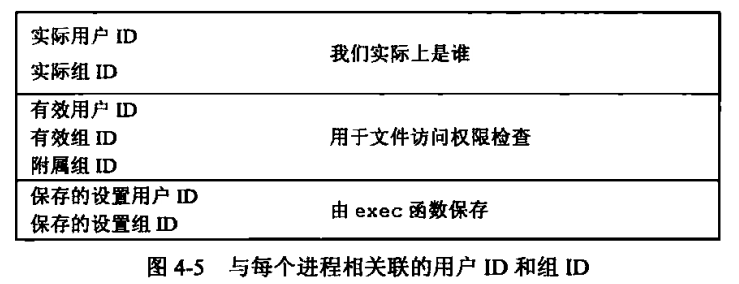 实际用户 ID
实际组 ID
我们实际上是谁
有效用户 ID
有效组 ID
附属组 ID
用于文件访问权限检查
保存的设置用户 ID
保存的设置组 ID
由 exec 函数保存
图 4-5 与每个进程相关联的用户 ID 和组 ID